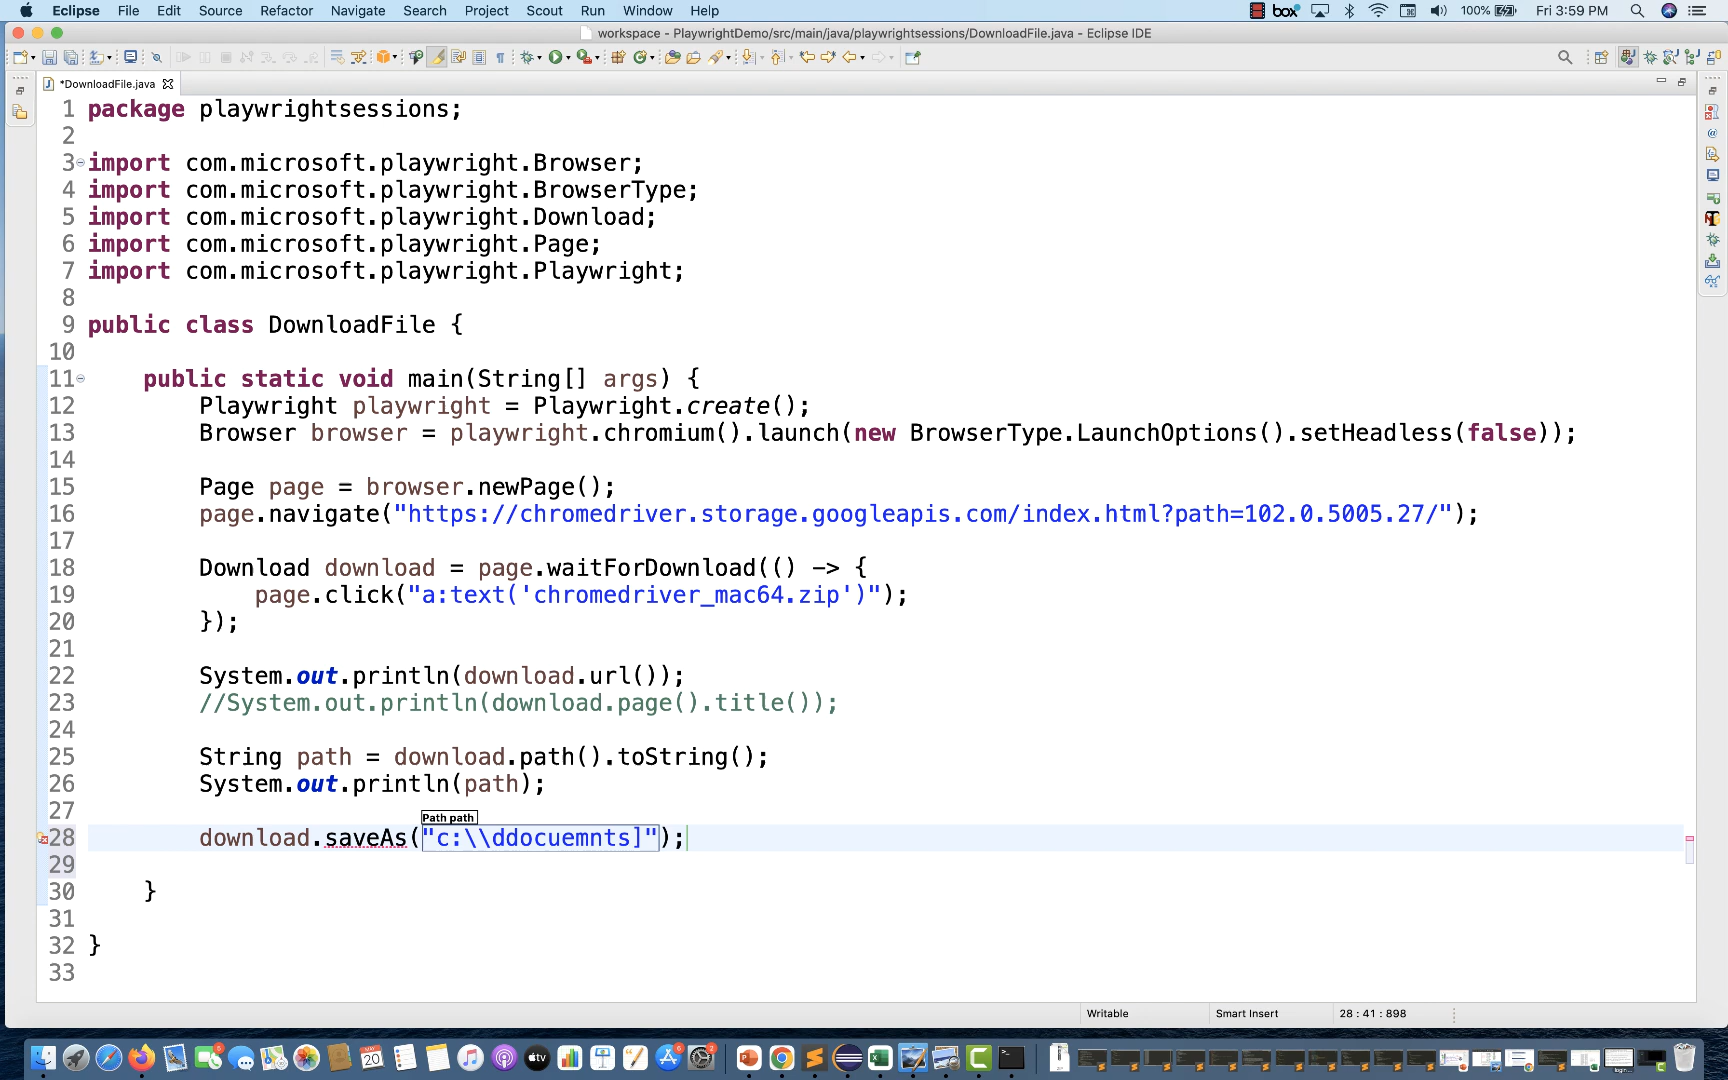 Eclipse File Edit Source Refactor Navigate Search Project Scout Run Window Help box 100% Fri 3:59 PM
workspace - PlaywrightDemo/src/main/java/playwrightsessions/DownloadFile.java - Eclipse IDE
*DownloadFile.java
1 package playwrightsessions;
2
3 import com.microsoft.playwright.Browser;
4 import com.microsoft.playwright.BrowserType;
5 import com.microsoft.playwright.Download;
6 import com.microsoft.playwright.Page;
7 import com.microsoft.playwright.Playwright;
8
9 public class DownloadFile {
10
11 public static void main(String[] args) {
12 Playwright playwright = Playwright.create();
13 Browser browser = playwright.chromium().launch(new BrowserType.LaunchOptions().setHeadless(false));
14
15 Page page = browser.newPage();
16 page.navigate("https://chromedriver.storage.googleapis.com/index.html?path=102.0.5005.27/");
17
18 Download download = page.waitForDownload(() -> {
19 page.click("a:text('chromedriver_mac64.zip')");
20 });
21
22 System.out.println(download.url());
23 //System.out.println(download.page().title());
24
25 String path = download.path().toString();
26 System.out.println(path);
27
Path path
28 download.saveAs("c:\\ddocuemnts]");
29
30 }
31
32 }
33
Writable Smart Insert 28 : 41 : 898